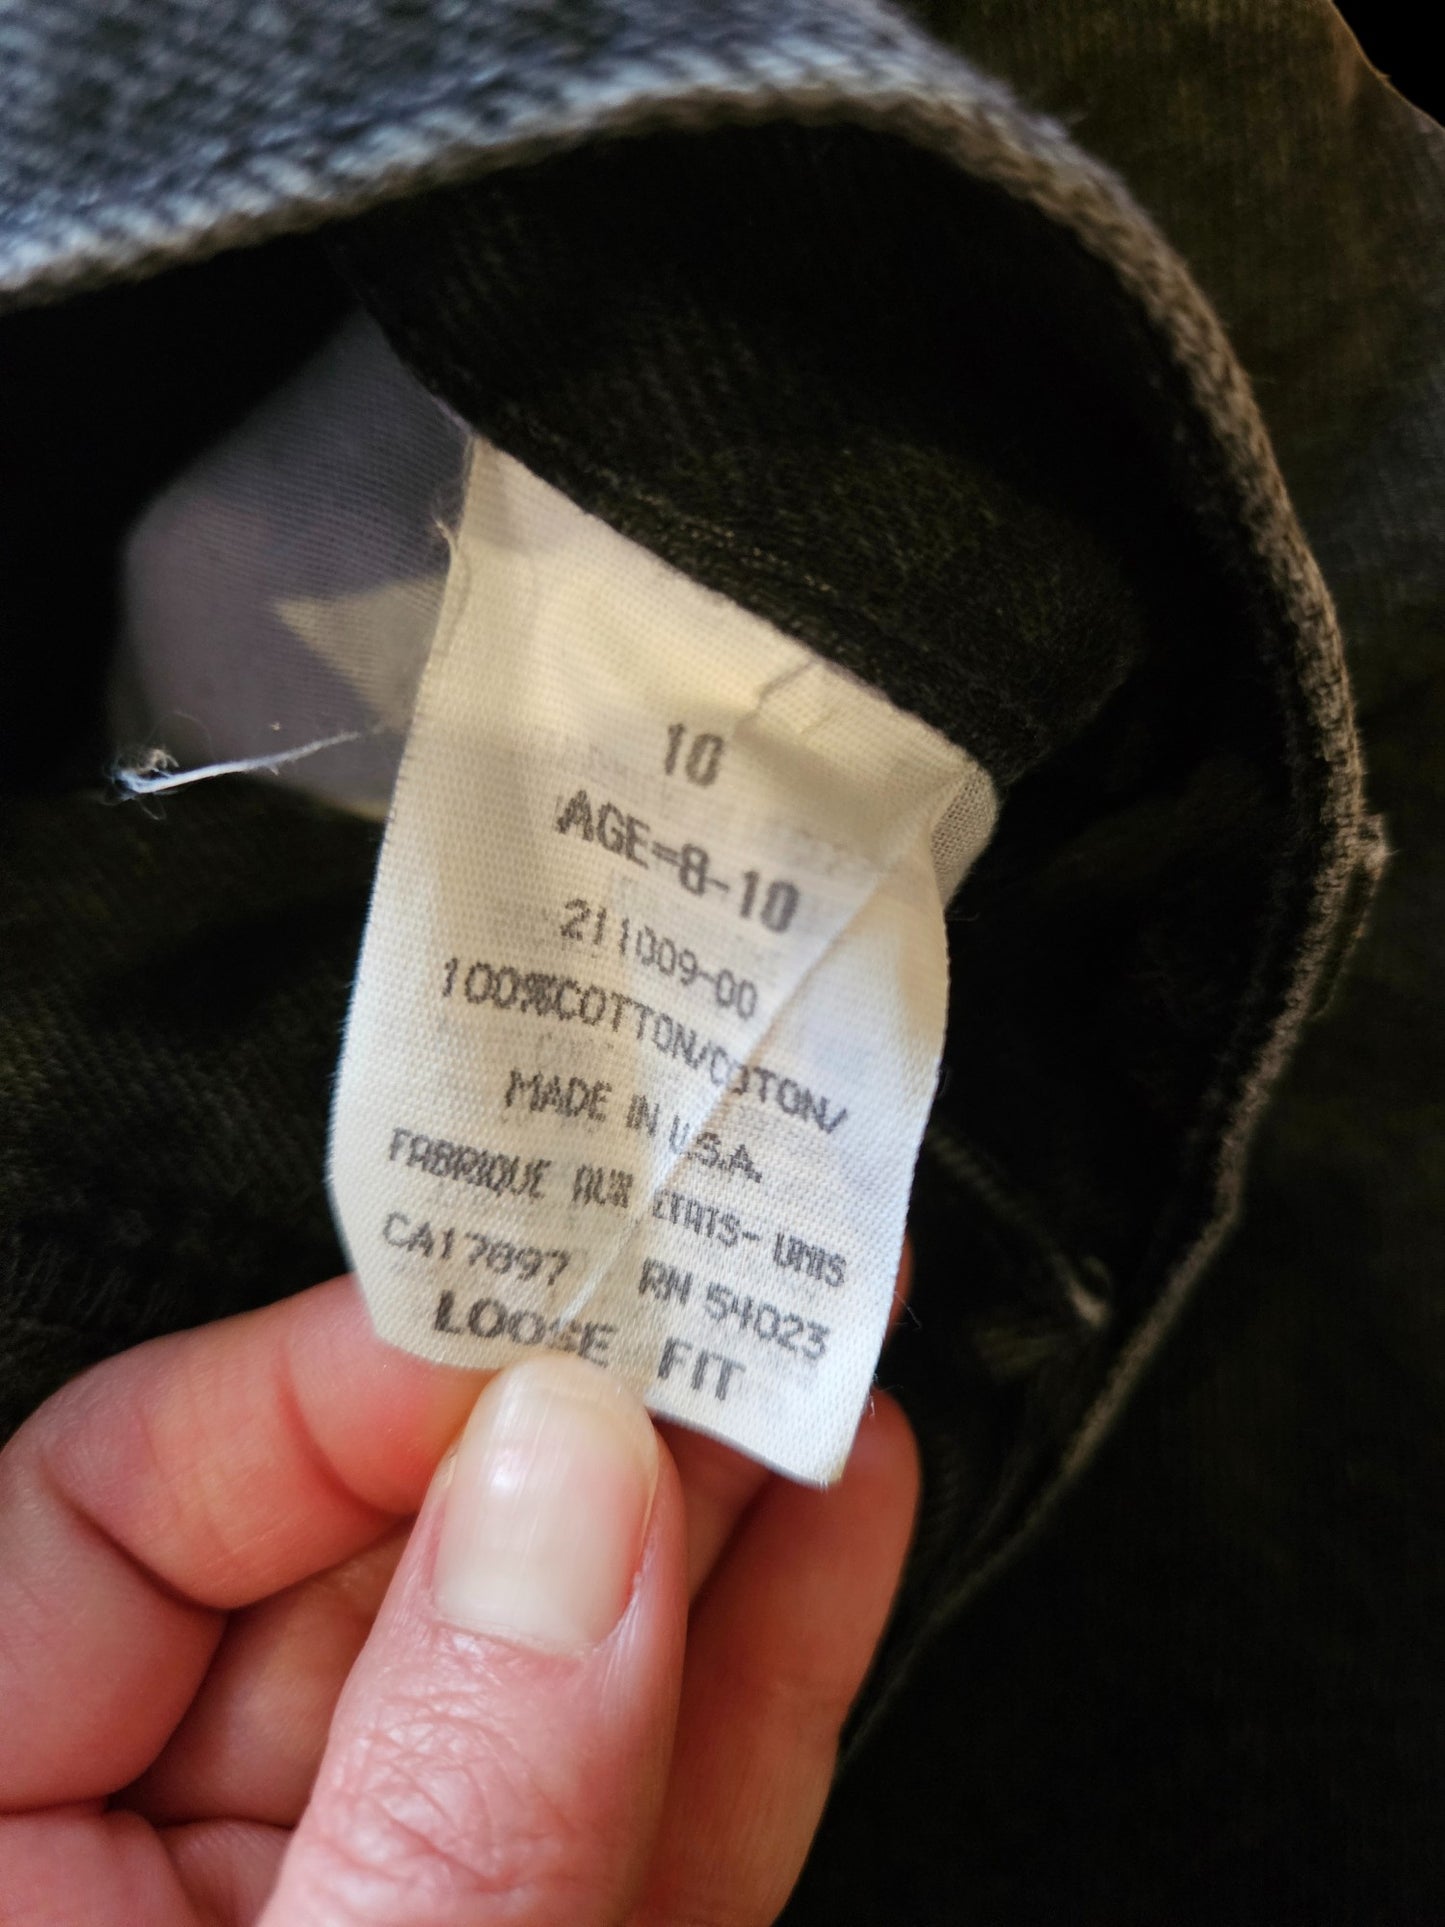 10
AGE=8-10
211009-00
100%COTTON/COTON/
MADE IN U.S.A.
FABRIQUE AUX ETATS-UNIS
CA17897 RN 54023
LOOSE FIT